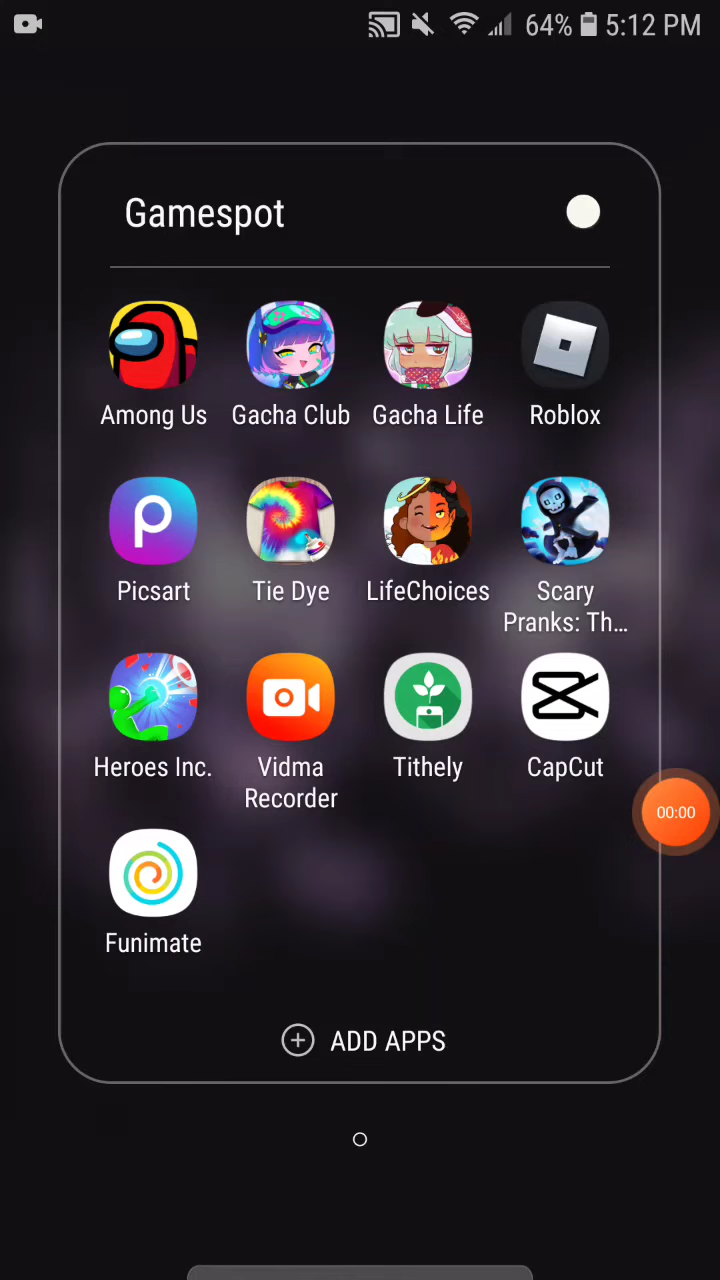 64% 5:12 PM
Gamespot
Among Us Gacha Club Gacha Life Roblox
Picsart Tie Dye LifeChoices Scary
Pranks: Th...
Heroes Inc. Vidma Tithely CapCut
Recorder
00:00
Funimate
ADD APPS